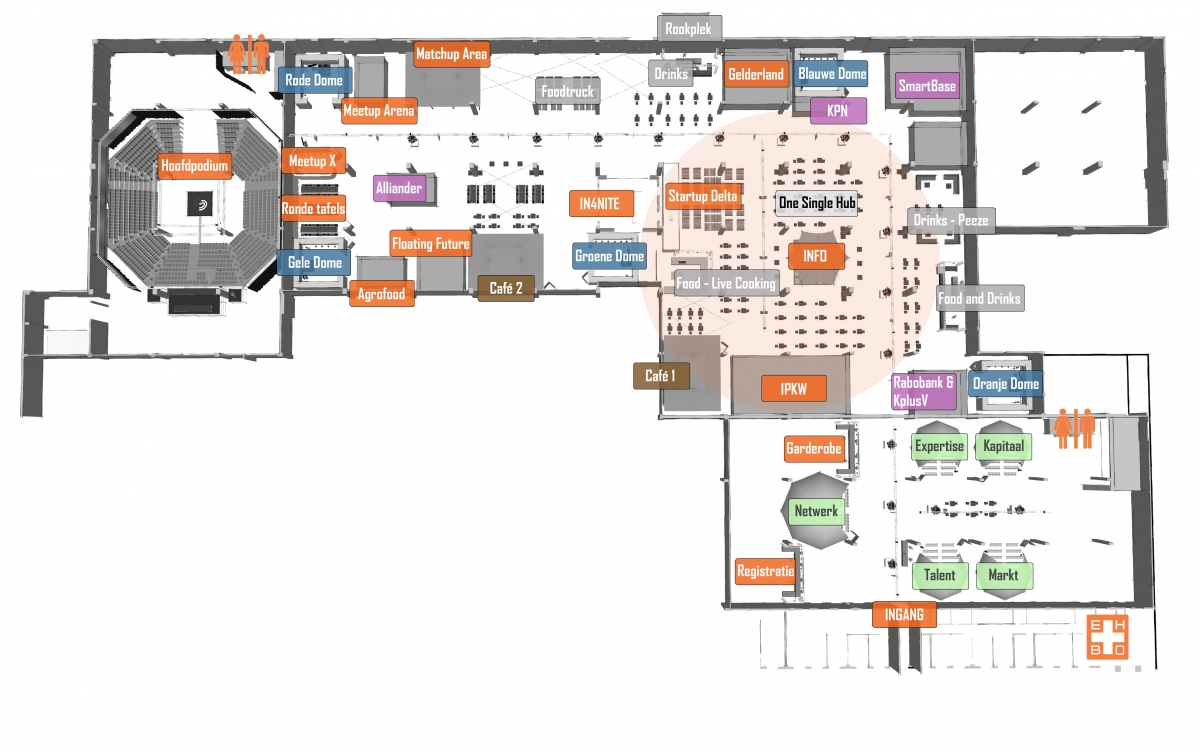 Rookplek
Matchup Area
Rode Dome
Drinks
Gelderland
Blauwe Dome
SmartBase
Foodtruck
Meetup Arena
KPN
Hoofdpodium
Meetup X
Alliander
Startup Delta
One Single Hub
IN4NITE
Ronde tafels
Drinks - Peeze
Floating Future
Gele Dome
Groene Dome
INFO
Food - Live Cooking
Agrofood
Café 2
Food and Drinks
Café 1
IPKW
Rabobank &
KplusV
Oranje Dome
Garderobe
Expertise
Kapitaal
Netwerk
Registratie
Talent
Markt
INGANG
EH
BO